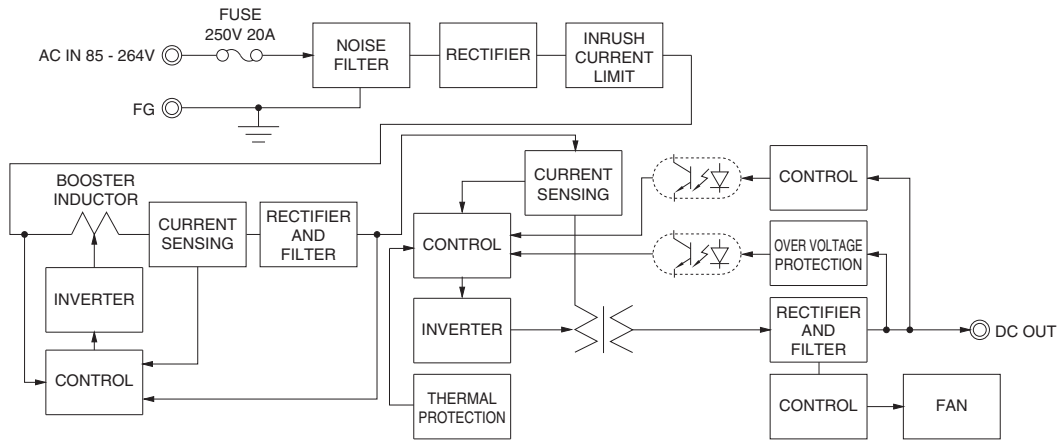 FUSE
250V 20A
AC IN 85 - 264V
NOISE
FILTER
RECTIFIER
INRUSH
CURRENT
LIMIT
FG
BOOSTER
INDUCTOR
CURRENT
SENSING
RECTIFIER
AND
FILTER
INVERTER
CONTROL
CURRENT
SENSING
CONTROL
INVERTER
THERMAL
PROTECTION
CONTROL
OVER VOLTAGE
PROTECTION
RECTIFIER
AND
FILTER
DC OUT
CONTROL
FAN